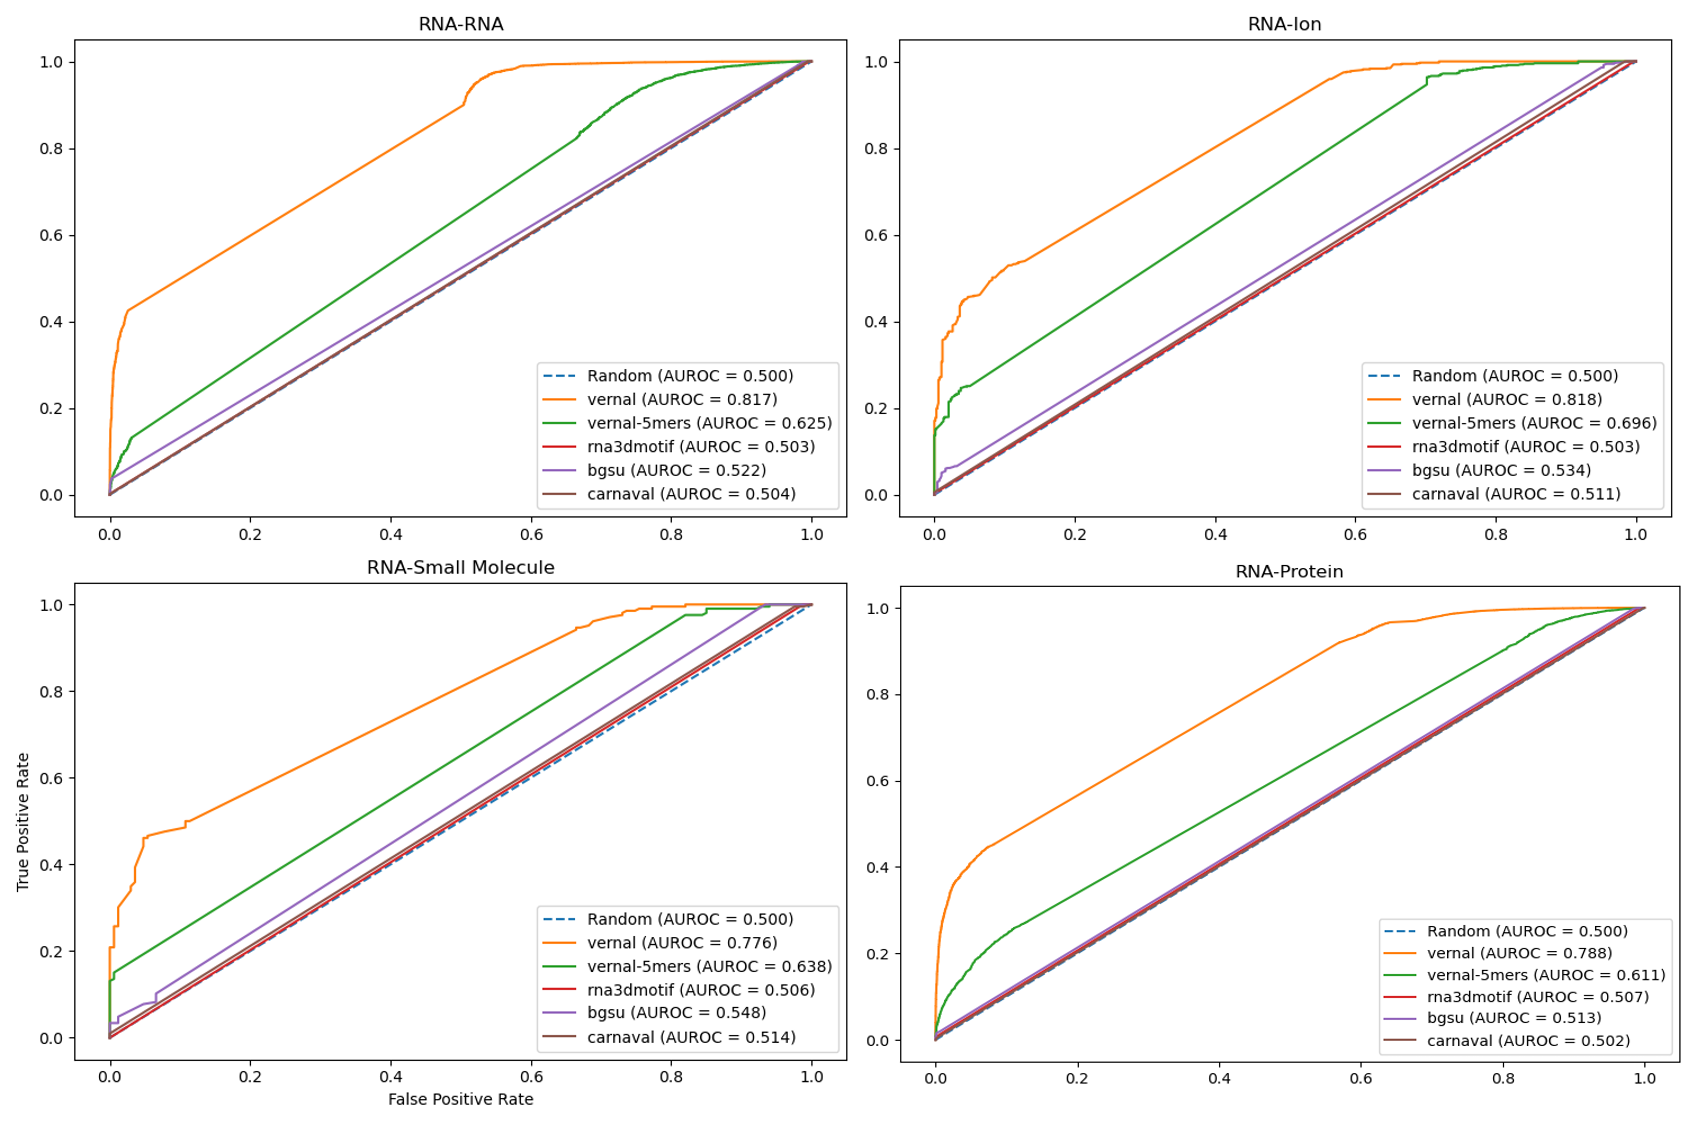 RNA-RNA
1.0
0.8
0.6
0.4
0.2
0.0
Random (AUROC = 0.500)
vernal (AUROC = 0.817)
vernal-5mers (AUROC = 0.625)
rna3dmotif (AUROC = 0.503)
bgsu (AUROC = 0.522)
carnaval (AUROC = 0.504)
0.0 0.2 0.4 0.6 0.8 1.0
RNA-Ion
1.0
0.8
0.6
0.4
0.2
0.0
Random (AUROC = 0.500)
vernal (AUROC = 0.818)
vernal-5mers (AUROC = 0.696)
rna3dmotif (AUROC = 0.503)
bgsu (AUROC = 0.534)
carnaval (AUROC = 0.511)
0.0 0.2 0.4 0.6 0.8 1.0
RNA-Small Molecule
True Positive Rate
1.0
0.8
0.6
0.4
0.2
0.0
Random (AUROC = 0.500)
vernal (AUROC = 0.776)
vernal-5mers (AUROC = 0.638)
rna3dmotif (AUROC = 0.506)
bgsu (AUROC = 0.548)
carnaval (AUROC = 0.514)
0.0 0.2 0.4 0.6 0.8 1.0
False Positive Rate
RNA-Protein
1.0
0.8
0.6
0.4
0.2
0.0
Random (AUROC = 0.500)
vernal (AUROC = 0.788)
vernal-5mers (AUROC = 0.611)
rna3dmotif (AUROC = 0.507)
bgsu (AUROC = 0.513)
carnaval (AUROC = 0.502)
0.0 0.2 0.4 0.6 0.8 1.0